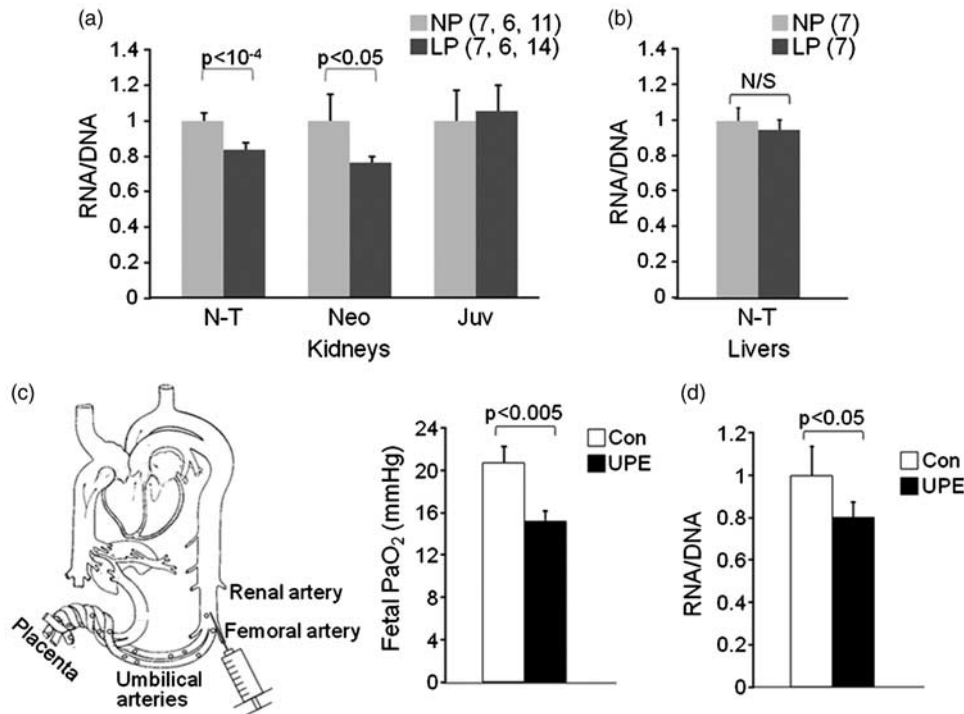 (a)
NP (7, 6, 11)
LP (7, 6, 14)
RNA/DNA
1.4
1.2
1
0.8
0.6
0.4
0.2
0
p<10-4
p<0.05
N-T
Neo
Juv
Kidneys
(b)
NP (7)
LP (7)
RNA/DNA
1.4
1.2
1
0.8
0.6
0.4
0.2
0
N/S
N-T
Livers
(c)
Renal artery
Femoral artery
Placenta
Umbilical
arteries
Fetal PaO2 (mmHg)
24
20
16
12
8
4
0
p<0.005
Con
UPE
(d)
RNA/DNA
1.2
1
0.8
0.6
0.4
0.2
0
p<0.05
Con
UPE